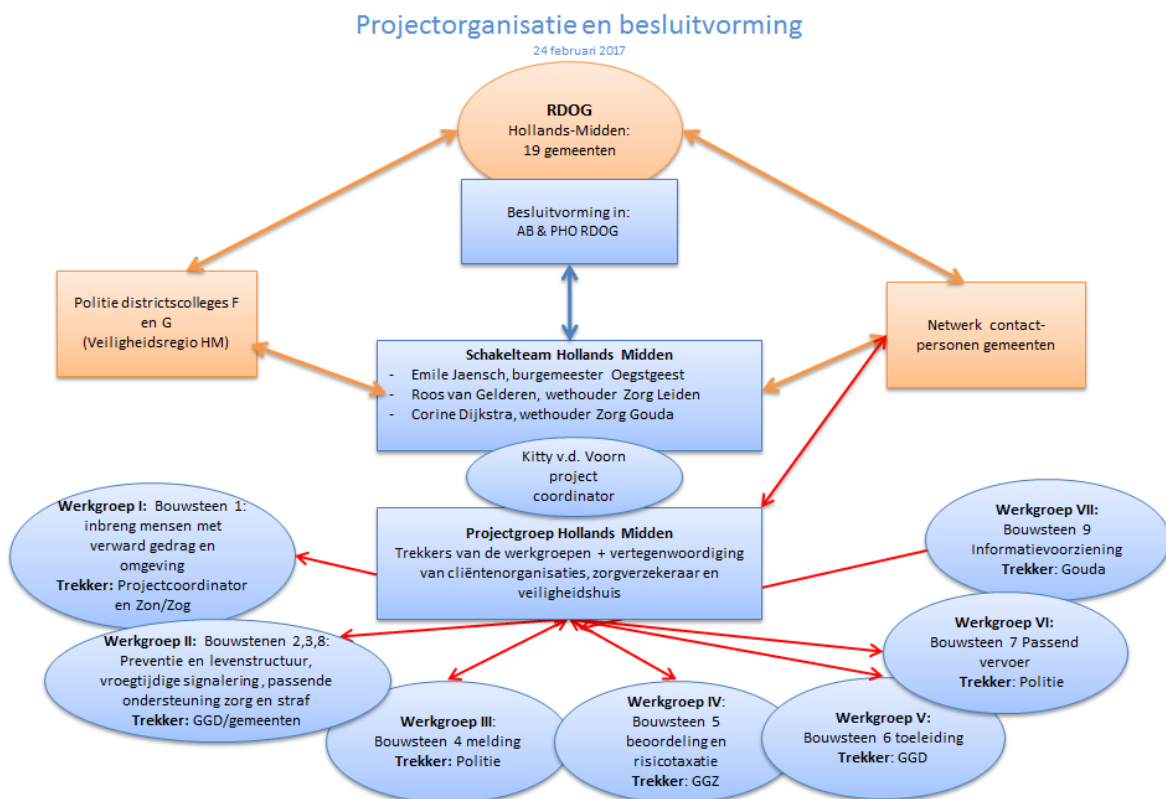 Projectorganisatie en besluitvorming
24 februari 2017
RDOG
Hollands-Midden:
19 gemeenten
Besluitvorming in:
AB & PHO RDOG
Politie districtscolleges F
en G
(Veiligheidsregio HM)
Netwerk contact-
personen gemeenten
Schakelteam Hollands Midden
- Emile Jaensch, burgemeester Oegstgeest
- Roos van Gelderen, wethouder Zorg Leiden
- Corine Dijkstra, wethouder Zorg Gouda
Kitty v.d. Voorn
project
coordinator
Projectgroep Hollands Midden
Trekkers van de werkgroepen + vertegenwoordiging
van cliëntenorganisaties, zorgverzekeraar en
veiligheidshuis
Werkgroep I: Bouwsteen 1:
inbreng mensen met
verward gedrag en
omgeving
Trekker: Projectcoordinator
en Zon/Zog
Werkgroep II: Bouwstenen 2,3,8:
Preventie en levenstructuur,
vroegtijdige signalering, passende
ondersteuning zorg en straf
Trekker: GGD/gemeenten
Werkgroep III:
Bouwsteen 4 melding
Trekker: Politie
Werkgroep IV:
Bouwsteen 5
beoordeling en
risicotaxatie
Trekker: GGZ
Werkgroep V:
Bouwsteen 6 toeleiding
Trekker: GGD
Werkgroep VI:
Bouwsteen 7 Passend
vervoer
Trekker: Politie
Werkgroep VII:
Bouwsteen 9
Informatievoorziening
Trekker: Gouda